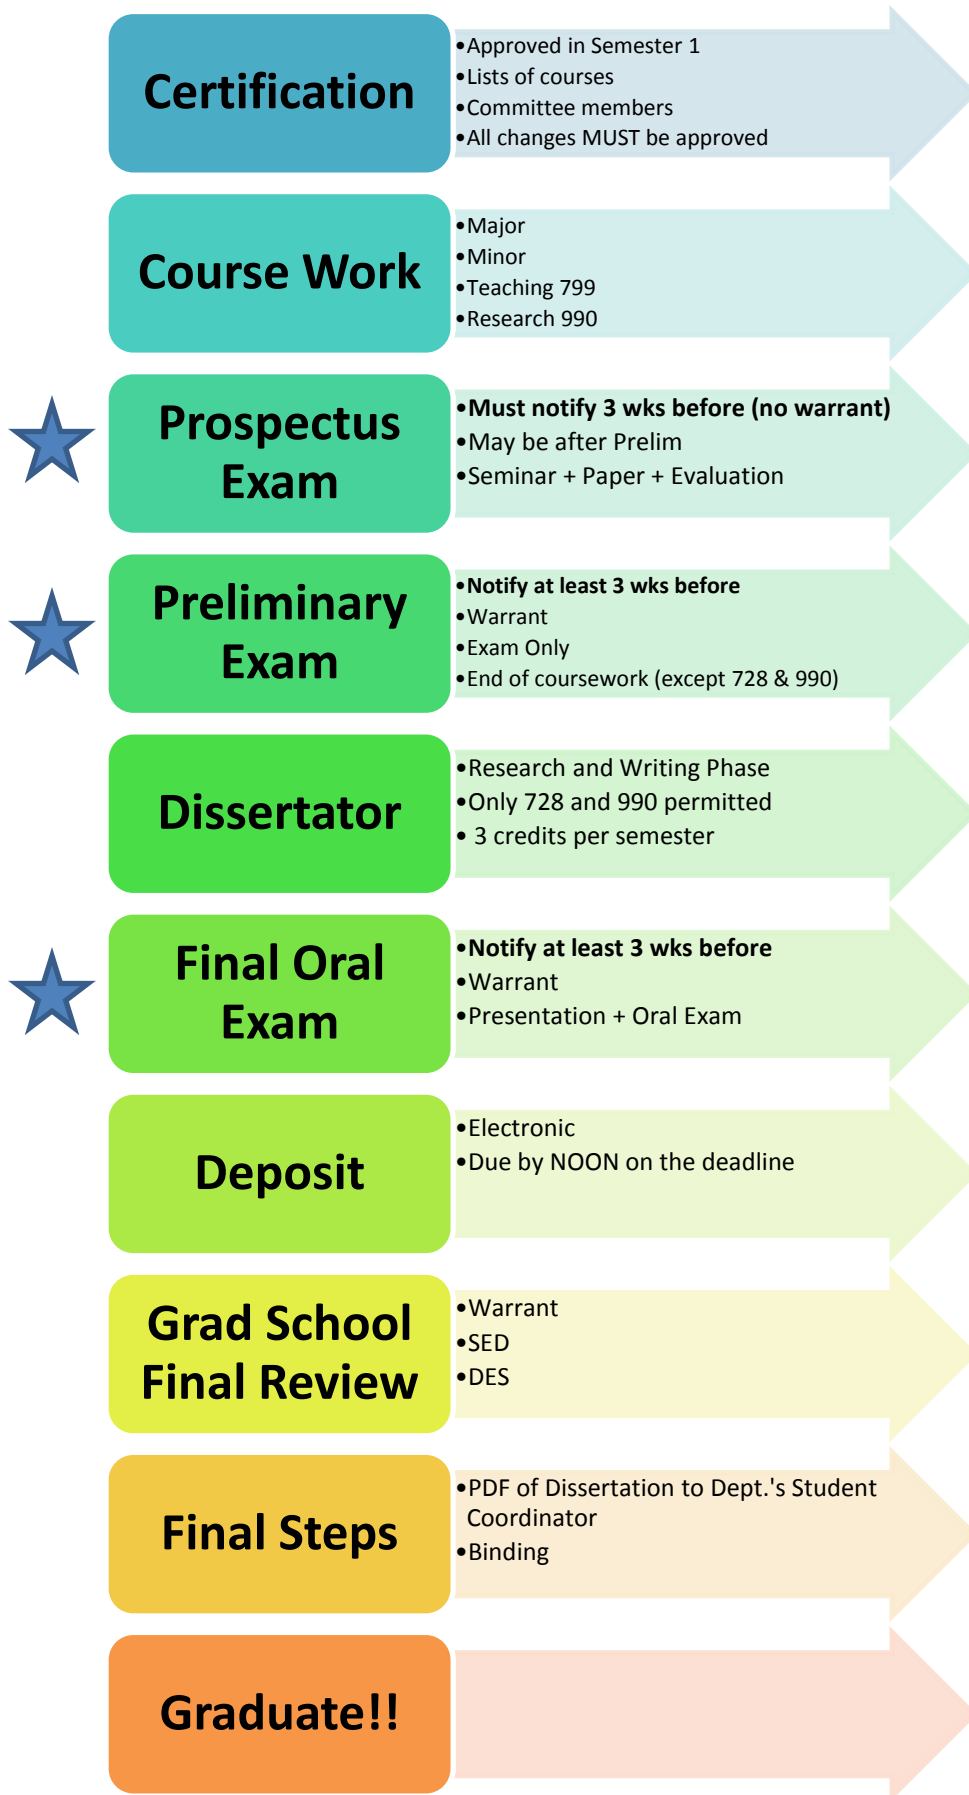 Certification
•Approved in Semester 1
•Lists of courses
•Committee members
•All changes MUST be approved
Course Work
•Major
•Minor
•Teaching 799
•Research 990
Prospectus
Exam
•Must notify 3 wks before (no warrant)
•May be after Prelim
•Seminar + Paper + Evaluation
Preliminary
Exam
•Notify at least 3 wks before
•Warrant
•Exam Only
•End of coursework (except 728 & 990)
Dissertator
•Research and Writing Phase
•Only 728 and 990 permitted
• 3 credits per semester
Final Oral
Exam
•Notify at least 3 wks before
•Warrant
•Presentation + Oral Exam
Deposit
•Electronic
•Due by NOON on the deadline
Grad School
Final Review
•Warrant
•SED
•DES
Final Steps
•PDF of Dissertation to Dept.'s Student
Coordinator
•Binding
Graduate!!